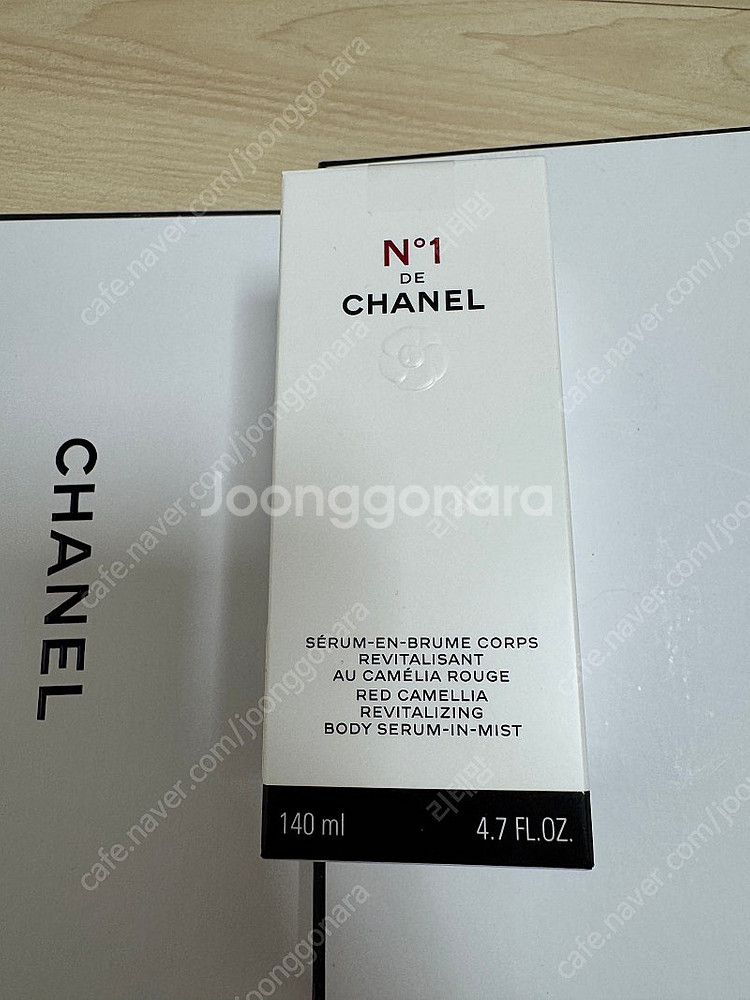 N°1
DE
CHANEL
CHANEL
Joonggonara
SÉRUM-EN-BRUME CORPS
REVITALISANT
AU CAMÉLIA ROUGE
RED CAMELLIA
REVITALIZING
BODY SERUM-IN-MIST
140 ml 4.7 FL.OZ.
cafe.naver.com/joonggonara